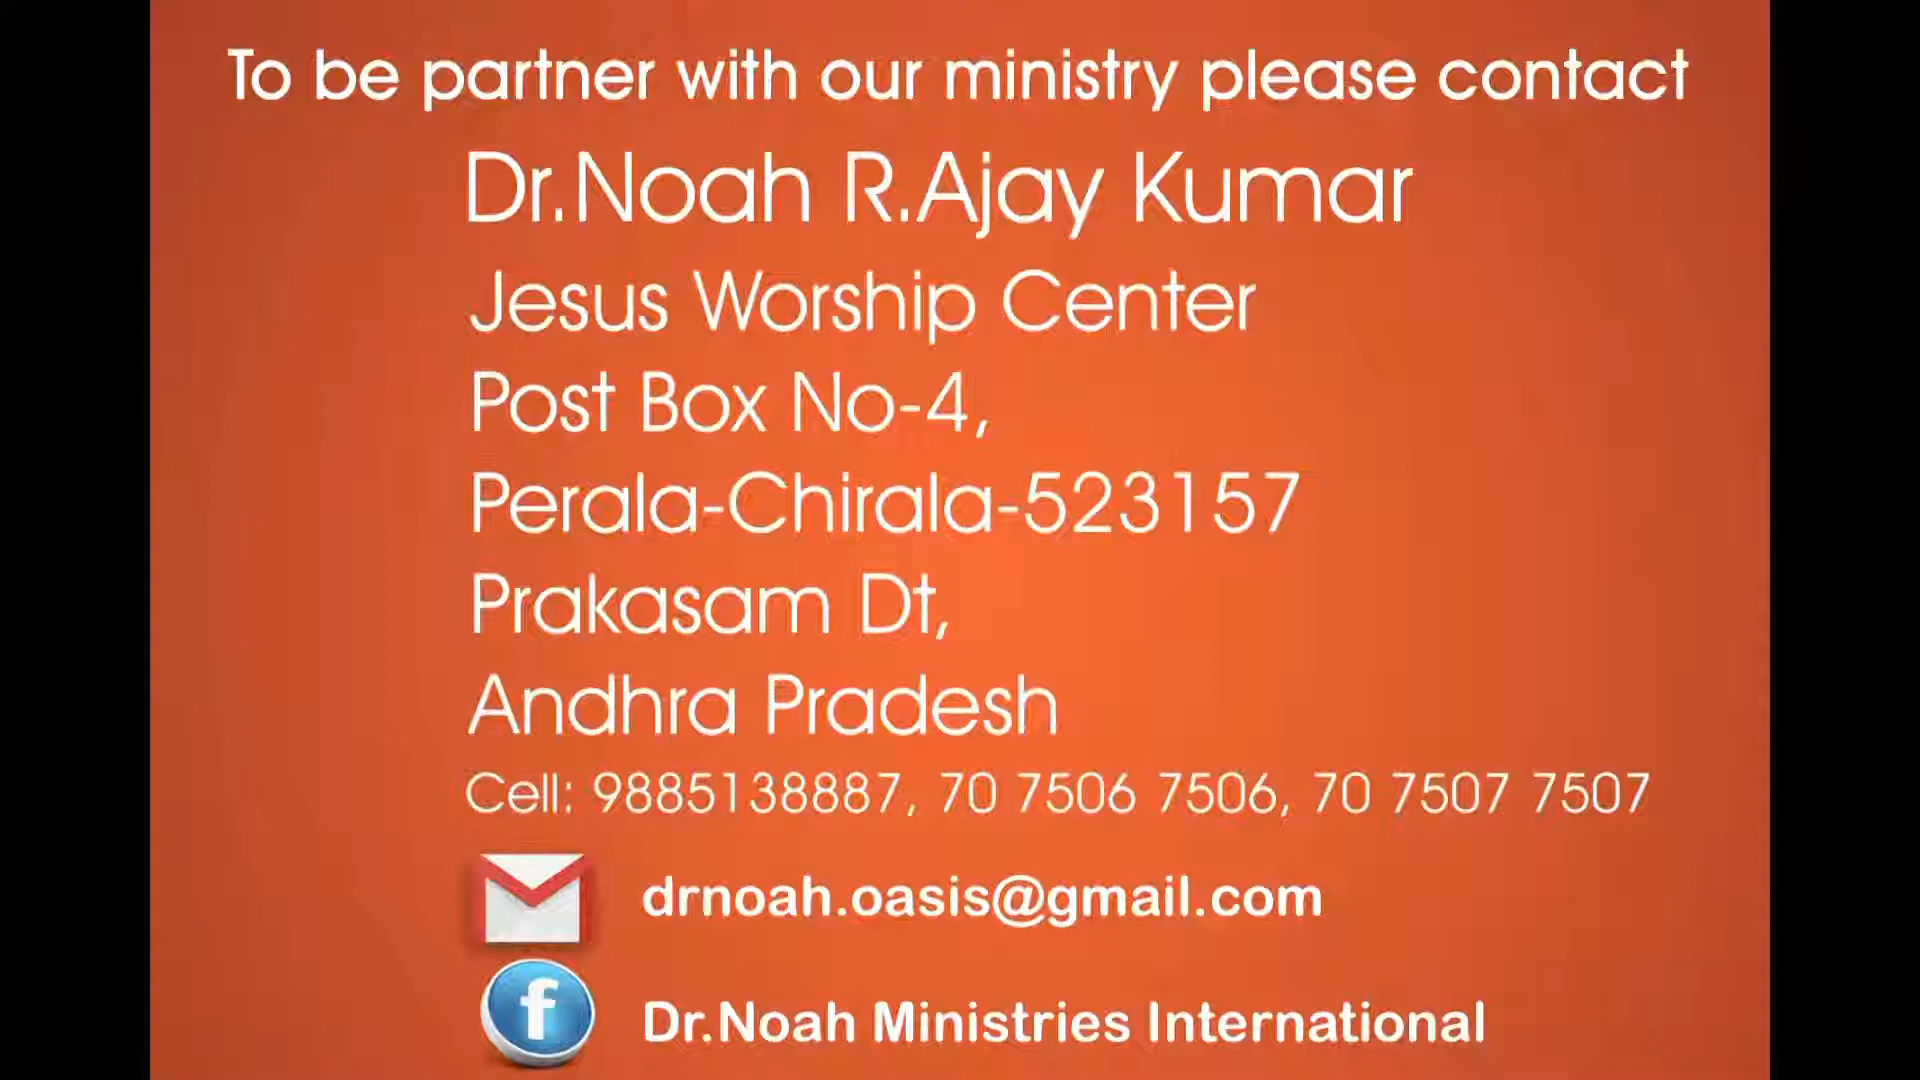 To be partner with our ministry please contact
Dr.Noah R.Ajay Kumar
Jesus Worship Center
Post Box No-4,
Perala-Chirala-523157
Prakasam Dt,
Andhra Pradesh
Cell: 9885138887, 70 7506 7506, 70 7507 7507
drnoah.oasis@gmail.com
f
Dr.Noah Ministries International